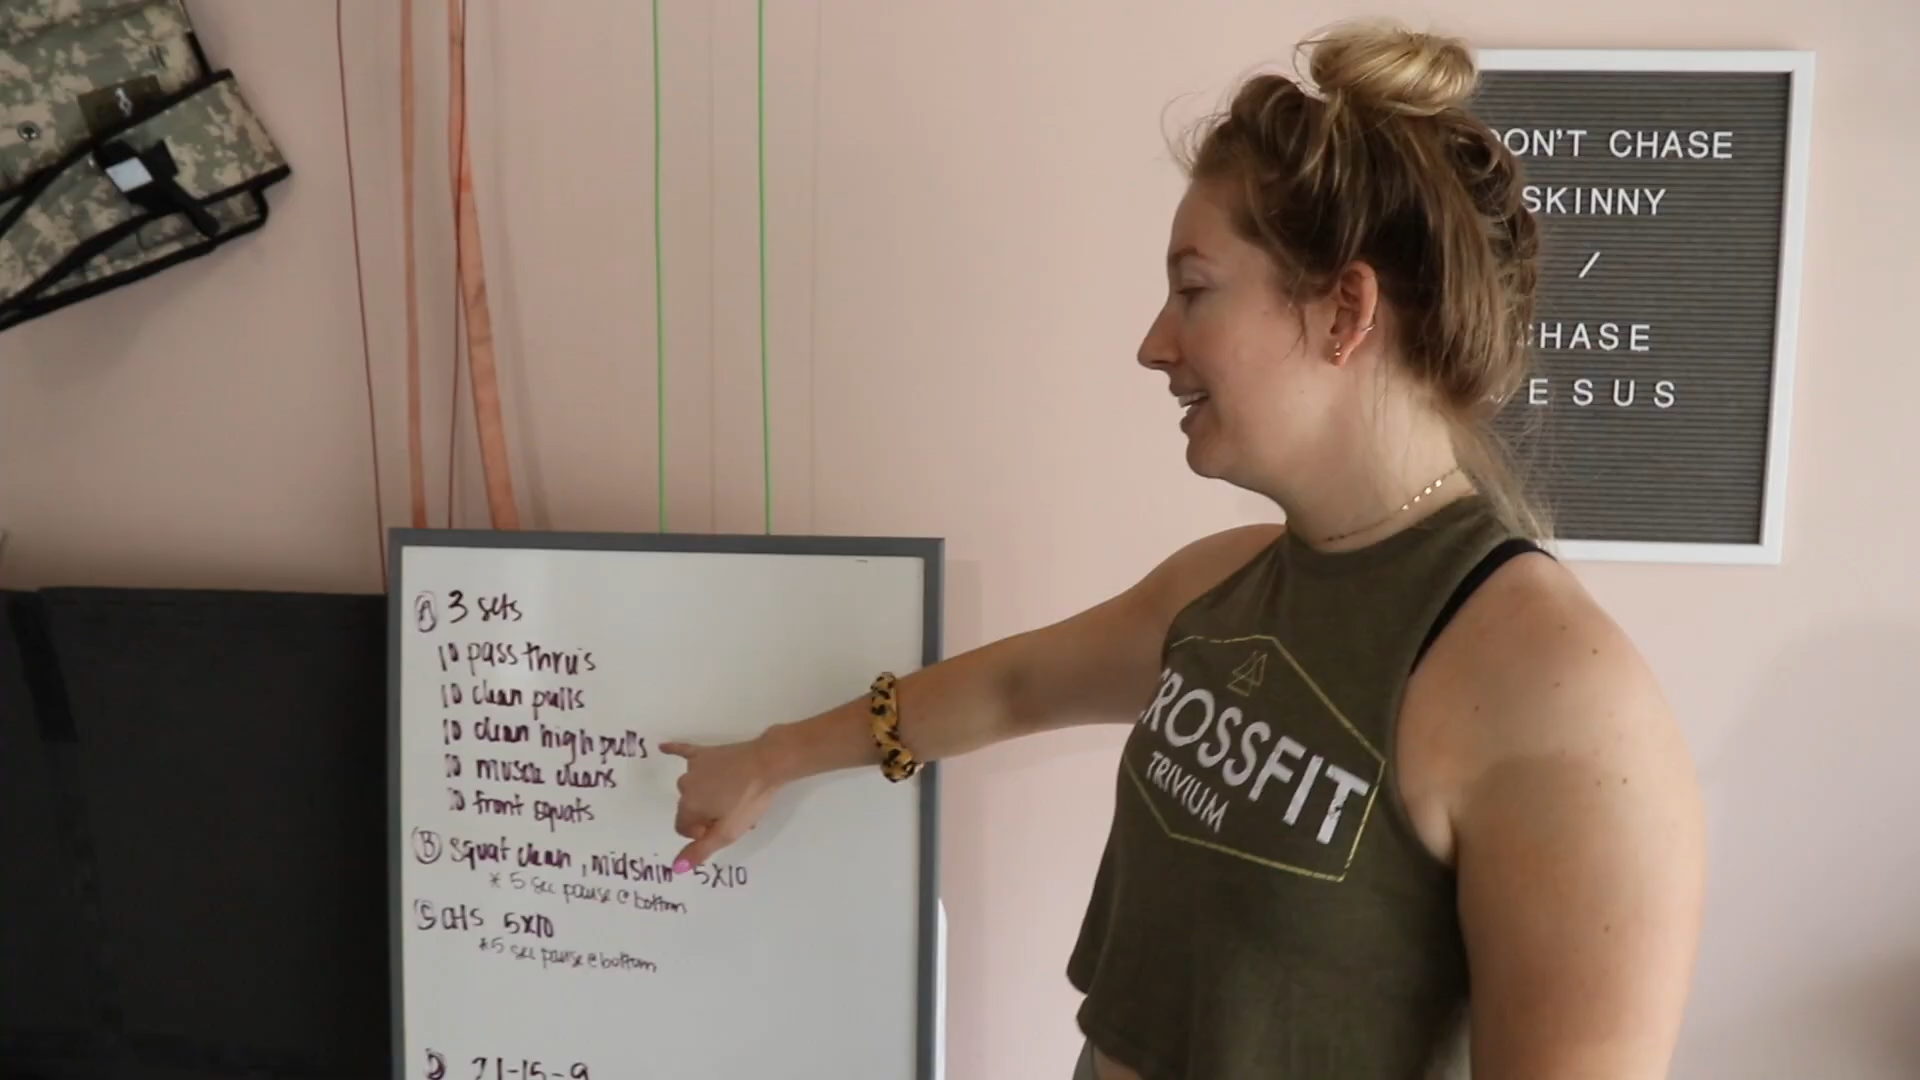 (A) 3 sets
10 pass thru's
10 clean pulls
10 clean high pulls
10 muscle cleans
10 front squats
(B) squat clean, midshin 5x10
* 5 sec pause @ bottom
5x10
*5 sec pause @ bottom
D 21-15-9
ON'T CHASE
SKINNY
/
HASE
ESUS
CROSSFIT
TRIVIUM